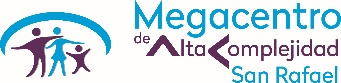 Megacentro
de Alta Complejidad
San Rafael